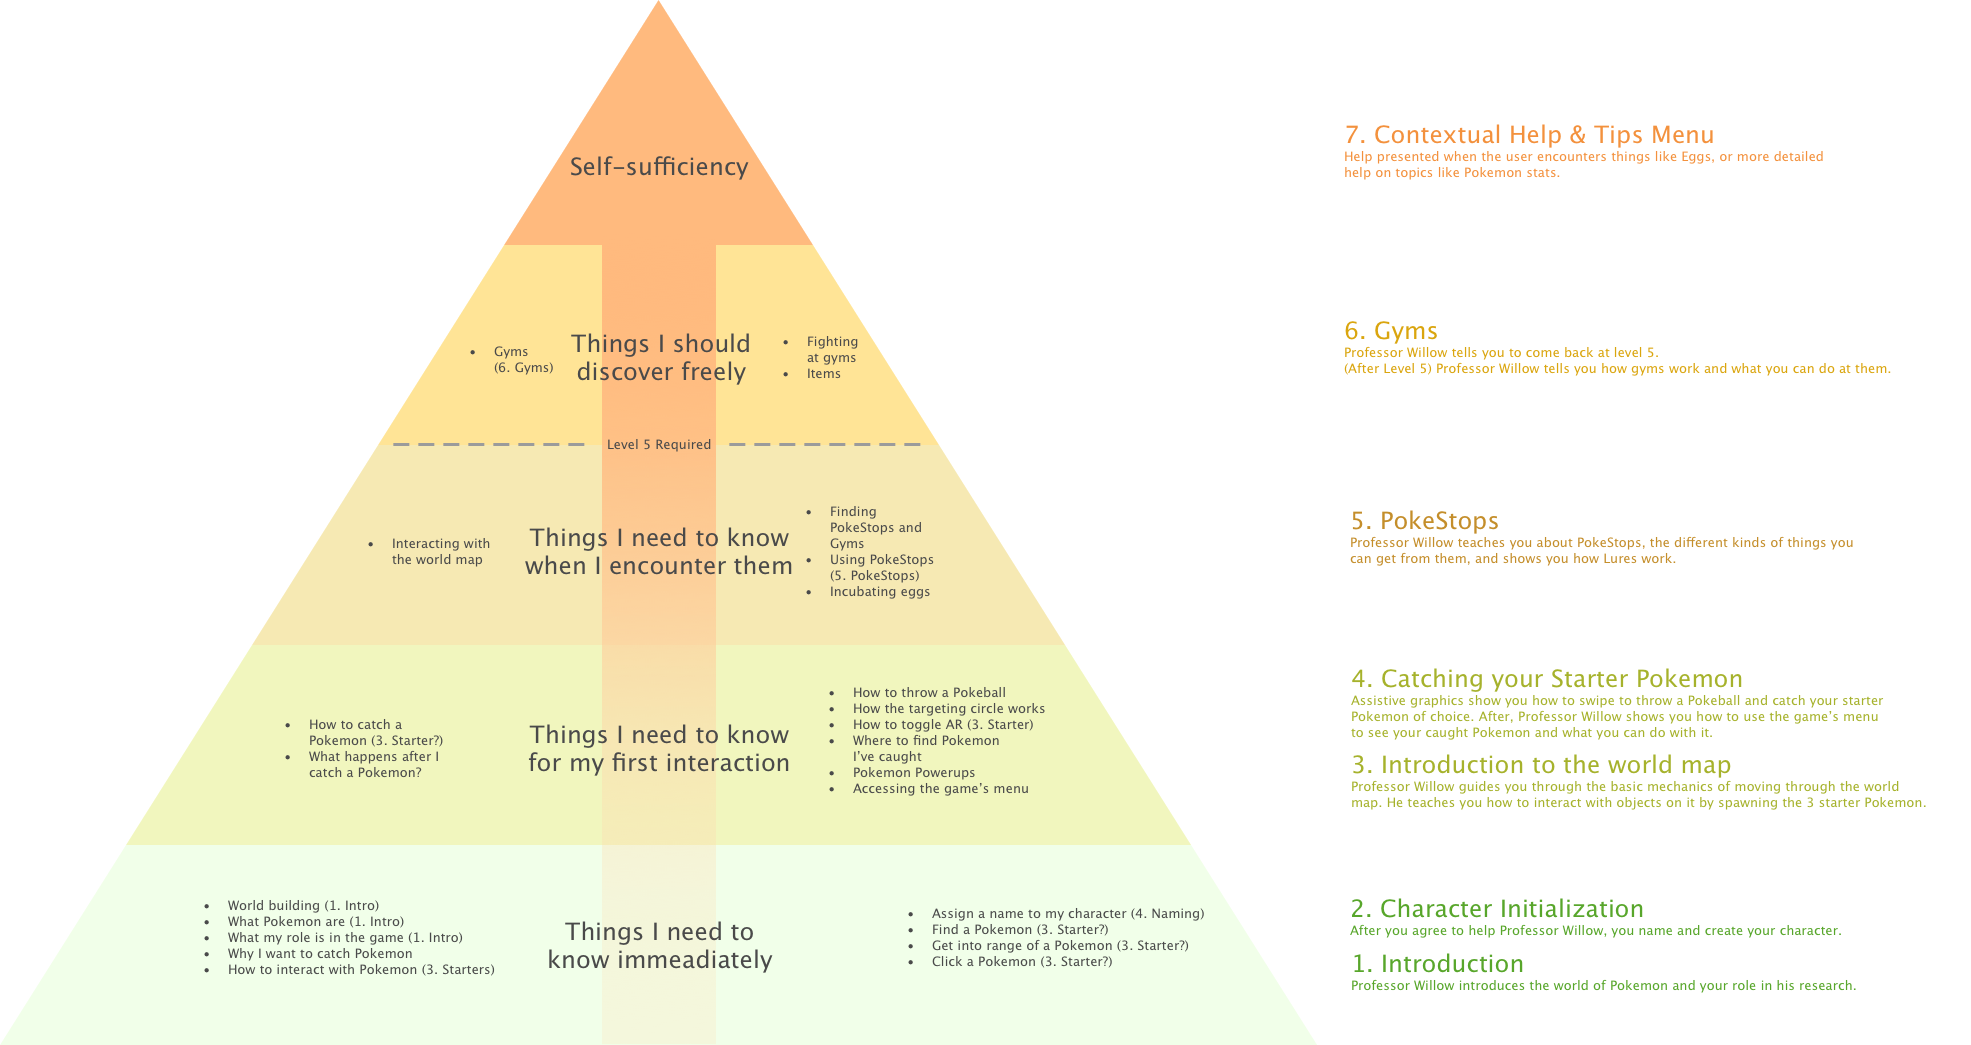 Self-sufficiency
7. Contextual Help & Tips Menu
Help presented when the user encounters things like Eggs, or more detailed
help on topics like Pokemon stats.
• Gyms
(6. Gyms)
Things I should
discover freely
• Fighting
at gyms
• Items
6. Gyms
Professor Willow tells you to come back at level 5.
(After Level 5) Professor Willow tells you how gyms work and what you can do at them.
Level 5 Required
• Interacting with
the world map
Things I need to know
when I encounter them
• Finding
PokeStops and
Gyms
• Using PokeStops
(5. PokeStops)
• Incubating eggs
5. PokeStops
Professor Willow teaches you about PokeStops, the different kinds of things you
can get from them, and shows you how Lures work.
• How to catch a
Pokemon (3. Starter?)
• What happens after I
catch a Pokemon?
Things I need to know
for my first interaction
• How to throw a Pokeball
• How the targeting circle works
• How to toggle AR (3. Starter)
• Where to find Pokemon
I've caught
• Pokemon Powerups
• Accessing the game's menu
4. Catching your Starter Pokemon
Assistive graphics show you how to swipe to throw a Pokeball and catch your starter
Pokemon of choice. After, Professor Willow shows you how to use the game's menu
to see your caught Pokemon and what you can do with it.
3. Introduction to the world map
Professor Willow guides you through the basic mechanics of moving through the world
map. He teaches you how to interact with objects on it by spawning the 3 starter Pokemon.
• World building (1. Intro)
• What Pokemon are (1. Intro)
• What my role is in the game (1. Intro)
• Why I want to catch Pokemon
• How to interact with Pokemon (3. Starters)
Things I need to
know immeadiately
• Assign a name to my character (4. Naming)
• Find a Pokemon (3. Starter?)
• Get into range of a Pokemon (3. Starter?)
• Click a Pokemon (3. Starter?)
2. Character Initialization
After you agree to help Professor Willow, you name and create your character.
1. Introduction
Professor Willow introduces the world of Pokemon and your role in his research.